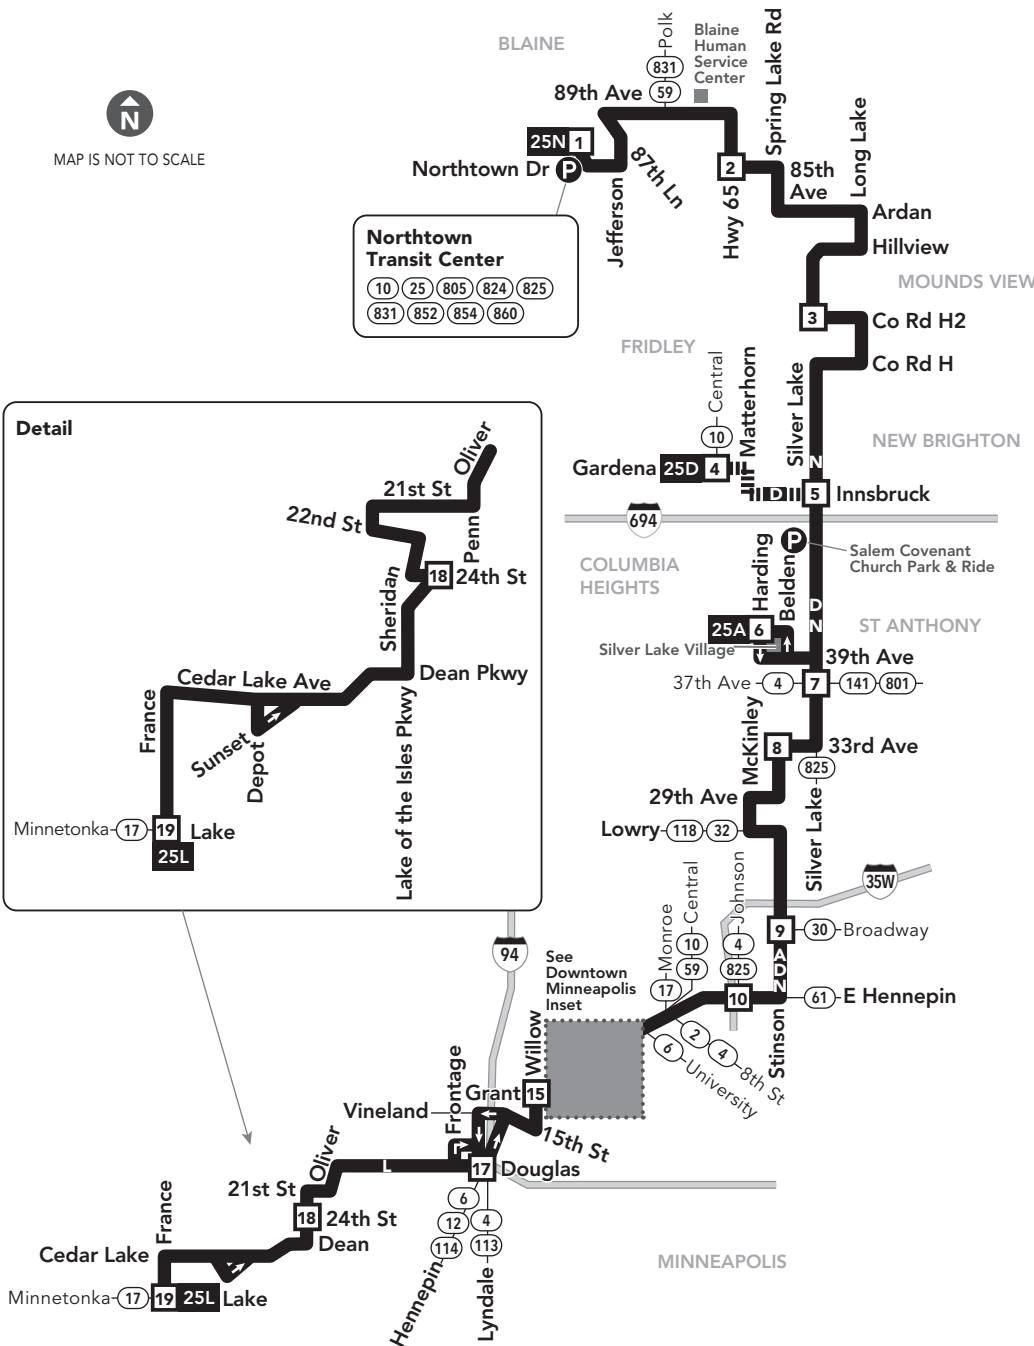 BLAINE
Polk
Blaine
Human
Service
Center
831
59
89th Ave
Spring Lake Rd
N
MAP IS NOT TO SCALE
25N 1
Northtown Dr P
87th Ln
Jefferson
2
Hwy 65
85th
Ave
Long Lake
Ardan
Hillview
MOUNDS VIEW
Northtown
Transit Center
10 25 805 824 825
831 852 854 860
3
Co Rd H2
Co Rd H
FRIDLEY
Central
10
Matterhorn
Silver Lake
NEW BRIGHTON
N
Gardena 25D 4
D
5 Innsbruck
694
COLUMBIA
HEIGHTS
Harding
Belden
P
Salem Covenant
Church Park & Ride
D
N
25A 6
Silver Lake Village
ST ANTHONY
39th Ave
37th Ave 4 7 141 801
McKinley
8
33rd Ave
825
29th Ave
Silver Lake
Lowry 118 32
35W
Monroe
Central
Johnson
17
10
59
4
825
9 30 Broadway
A
D
N
10
61 E Hennepin
Stinson
2
4
8th St
6
University
Detail
Oliver
21st St
22nd St
Penn
18 24th St
Sheridan
Dean Pkwy
Cedar Lake Ave
France
Sunset
Depot
Lake of the Isles Pkwy
Minnetonka 17 19 Lake
25L
94
See
Downtown
Minneapolis
Inset
Willow
Frontage
Grant 15
Vineland
15th St
L
17 Douglas
Oliver
21st St
18 24th St
France
Dean
Cedar Lake
Minnetonka 17 19 25L Lake
6
12
114
Hennepin
4
113
Lyndale
MINNEAPOLIS